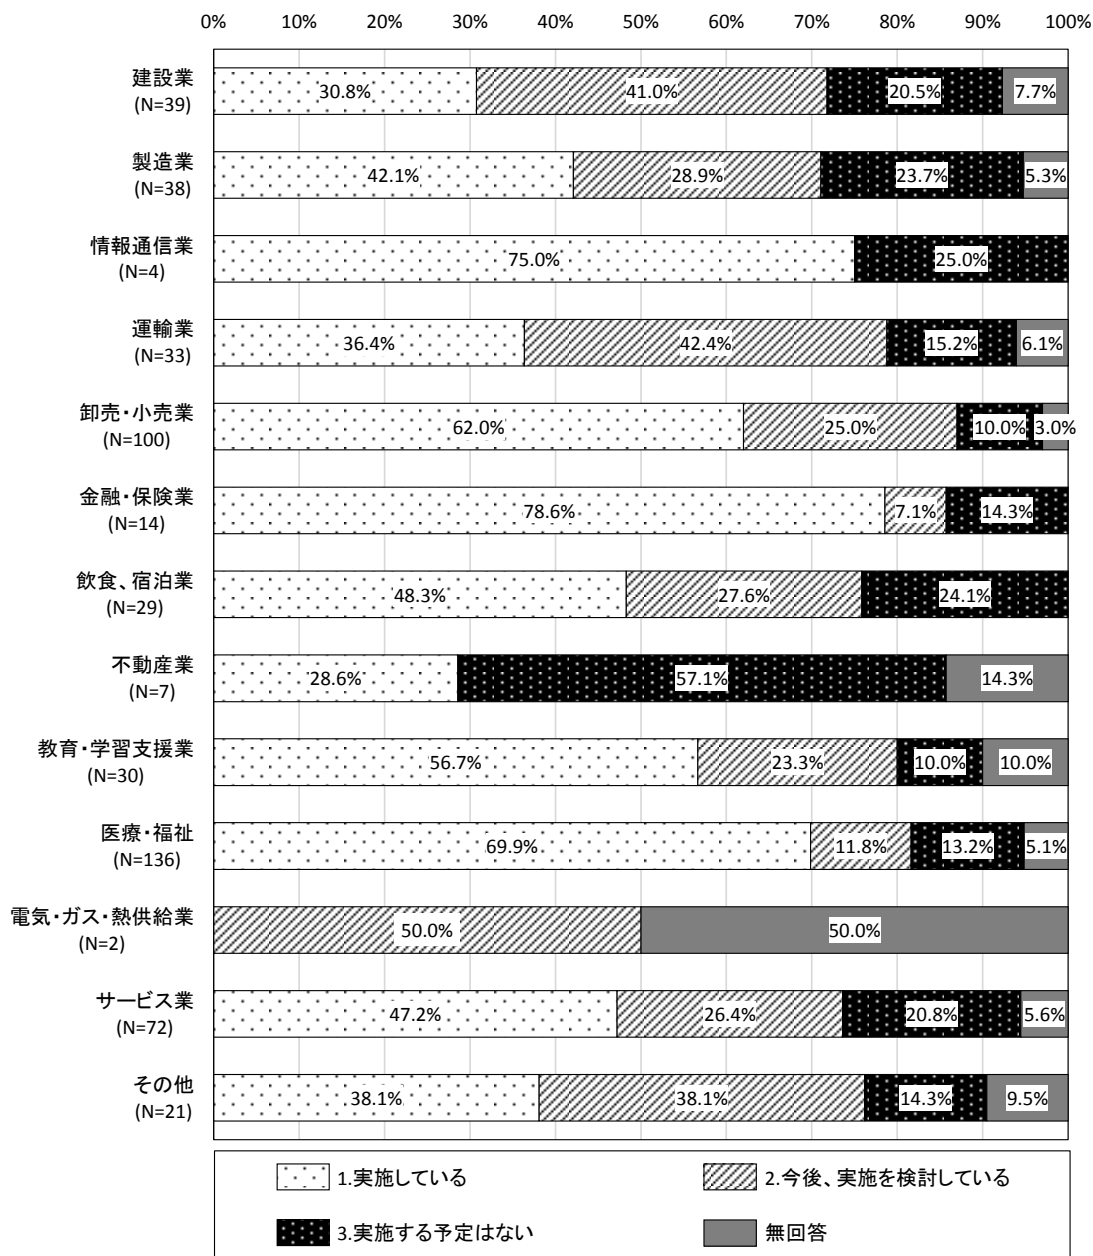 0% 10% 20% 30% 40% 50% 60% 70% 80% 90% 100%
建設業
(N=39)
30.8% 41.0% 20.5% 7.7%
製造業
(N=38)
42.1% 28.9% 23.7% 5.3%
情報通信業
(N=4)
75.0% 25.0%
運輸業
(N=33)
36.4% 42.4% 15.2% 6.1%
卸売・小売業
(N=100)
62.0% 25.0% 10.0% 3.0%
金融・保険業
(N=14)
78.6% 7.1% 14.3%
飲食、宿泊業
(N=29)
48.3% 27.6% 24.1%
不動産業
(N=7)
28.6% 57.1% 14.3%
教育・学習支援業
(N=30)
56.7% 23.3% 10.0% 10.0%
医療・福祉
(N=136)
69.9% 11.8% 13.2% 5.1%
電気・ガス・熱供給業
(N=2)
50.0% 50.0%
サービス業
(N=72)
47.2% 26.4% 20.8% 5.6%
その他
(N=21)
38.1% 38.1% 14.3% 9.5%
1.実施している 2.今後、実施を検討している
3.実施する予定はない 無回答